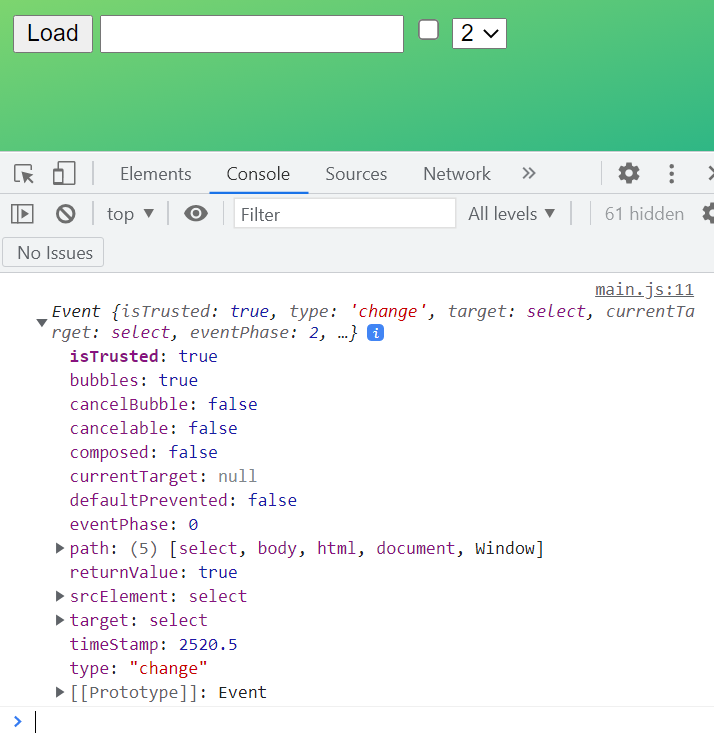 Load
2
Elements Console Sources Network »
top Filter All levels 61 hidden
No Issues
main.js:11
Event {isTrusted: true, type: 'change', target: select, currentTa
rget: select, eventPhase: 2, …} i
isTrusted: true
bubbles: true
cancelBubble: false
cancelable: false
composed: false
currentTarget: null
defaultPrevented: false
eventPhase: 0
path: (5) [select, body, html, document, Window]
returnValue: true
srcElement: select
target: select
timeStamp: 2520.5
type: "change"
[[Prototype]]: Event